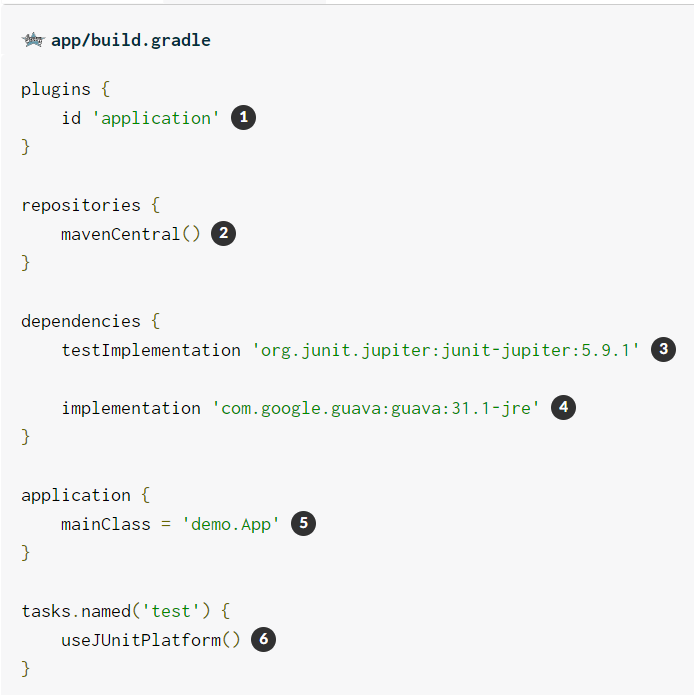 app/build.gradle
plugins {
    id 'application' 1
}
repositories {
    mavenCentral() 2
}
dependencies {
    testImplementation 'org.junit.jupiter:junit-jupiter:5.9.1' 3
    implementation 'com.google.guava:guava:31.1-jre' 4
}
application {
    mainClass = 'demo.App' 5
}
tasks.named('test') {
    useJUnitPlatform() 6
}